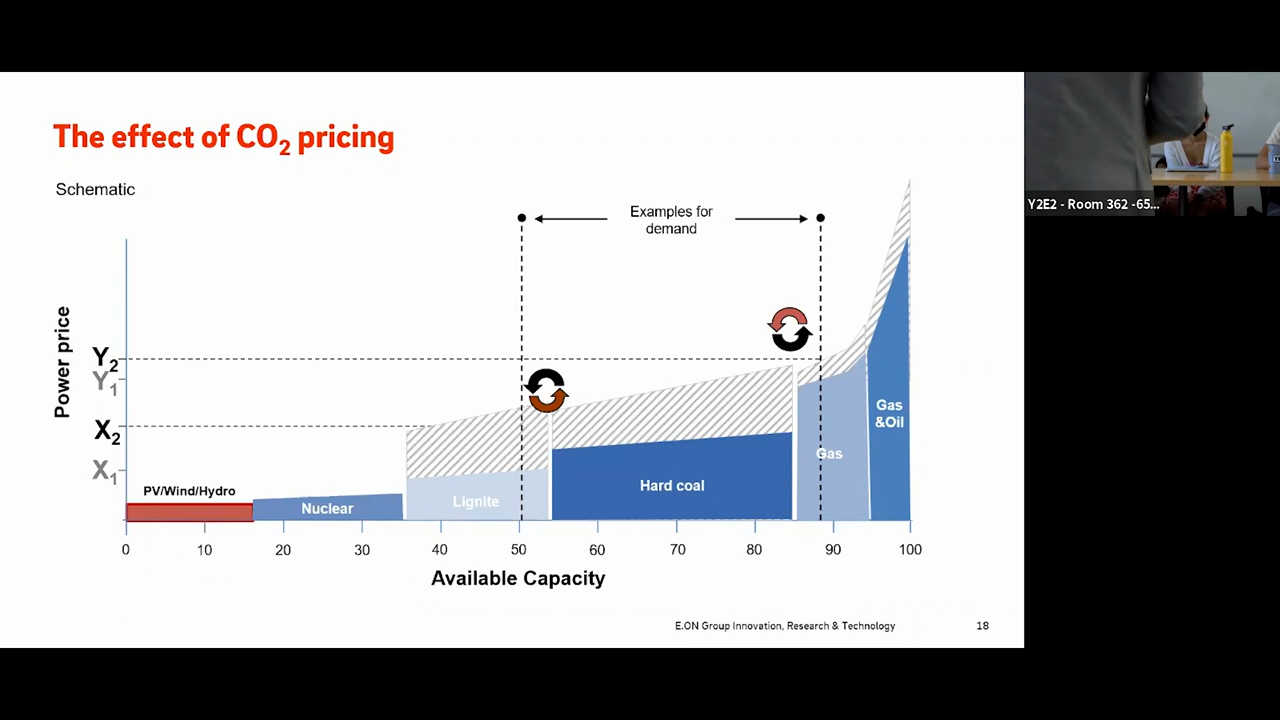 The effect of CO₂ pricing
Schematic
Examples for
demand
Power price
Y₂
Y₁
X₂
X₁
PV/Wind/Hydro
Nuclear
Lignite
Hard coal
Gas
Gas
&Oil
0 10 20 30 40 50 60 70 80 90 100
Available Capacity
E.ON Group Innovation, Research & Technology
18
Y2E2 - Room 362 -65...